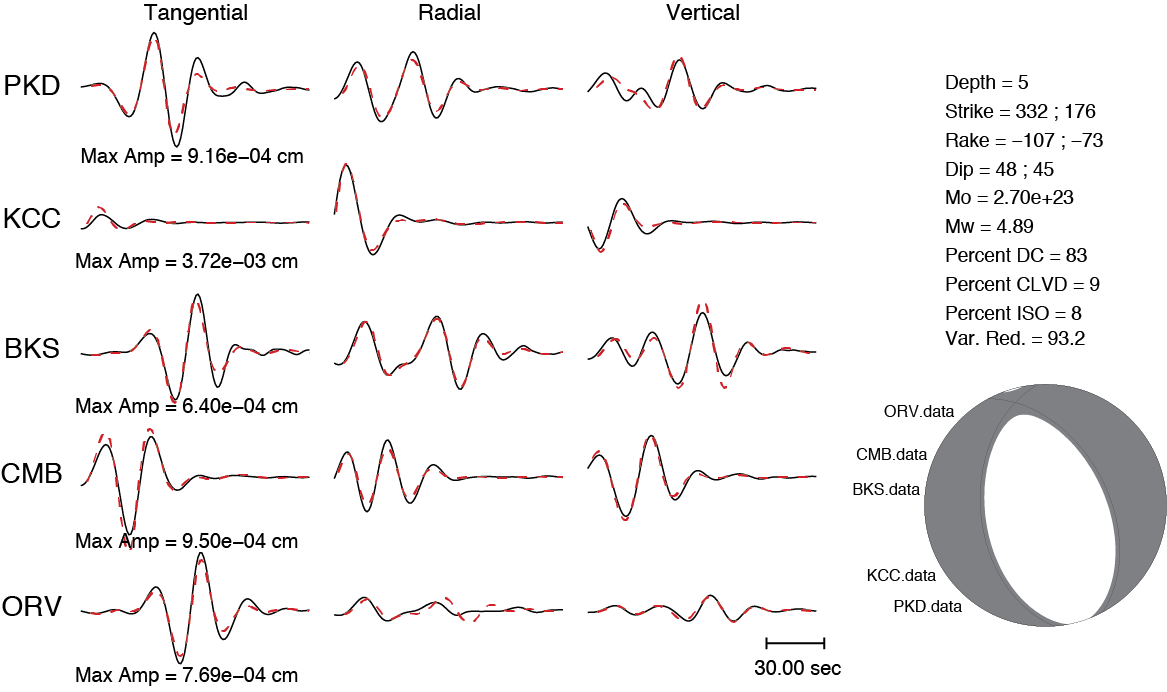 Tangential Radial Vertical
PKD
Max Amp = 9.16e−04 cm
KCC
Max Amp = 3.72e−03 cm
BKS
Max Amp = 6.40e−04 cm
CMB
Max Amp = 9.50e−04 cm
ORV
Max Amp = 7.69e−04 cm
30.00 sec
Depth = 5
Strike = 332 ; 176
Rake = −107 ; −73
Dip = 48 ; 45
Mo = 2.70e+23
Mw = 4.89
Percent DC = 83
Percent CLVD = 9
Percent ISO = 8
Var. Red. = 93.2
ORV.data
CMB.data
BKS.data
KCC.data
PKD.data